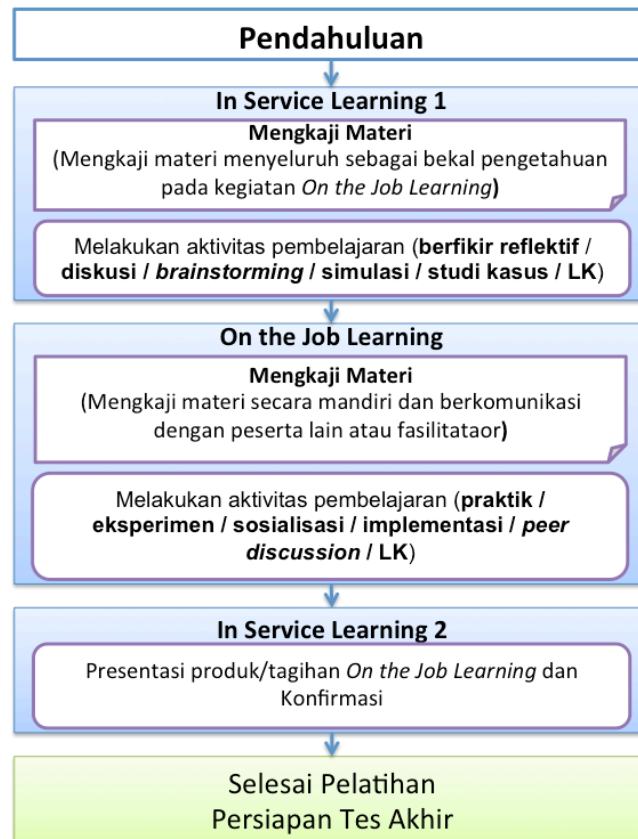 Pendahuluan
In Service Learning 1
Mengkaji Materi
(Mengkaji materi menyeluruh sebagai bekal pengetahuan
pada kegiatan On the Job Learning)
Melakukan aktivitas pembelajaran (berfikir reflektif /
diskusi / brainstorming / simulasi / studi kasus / LK)
On the Job Learning
Mengkaji Materi
(Mengkaji materi secara mandiri dan berkomunikasi
dengan peserta lain atau fasilitataor)
Melakukan aktivitas pembelajaran (praktik /
eksperimen / sosialisasi / implementasi / peer
discussion / LK)
In Service Learning 2
Presentasi produk/tagihan On the Job Learning dan
Konfirmasi
Selesai Pelatihan
Persiapan Tes Akhir